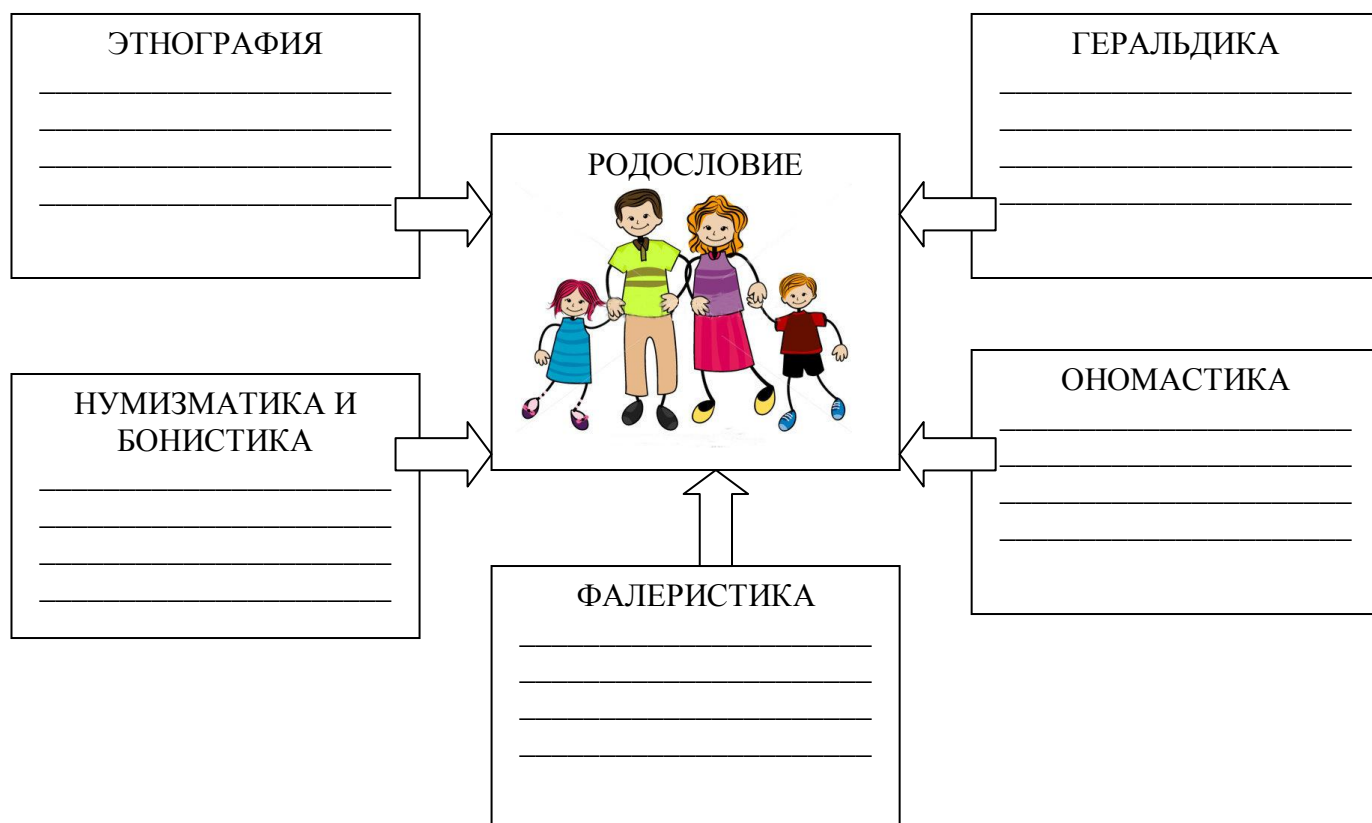 ЭТНОГРАФИЯ
ГЕРАЛЬДИКА
РОДОСЛОВИЕ
НУМИЗМАТИКА И
БОНИСТИКА
ОНОМАСТИКА
ФАЛЕРИСТИКА